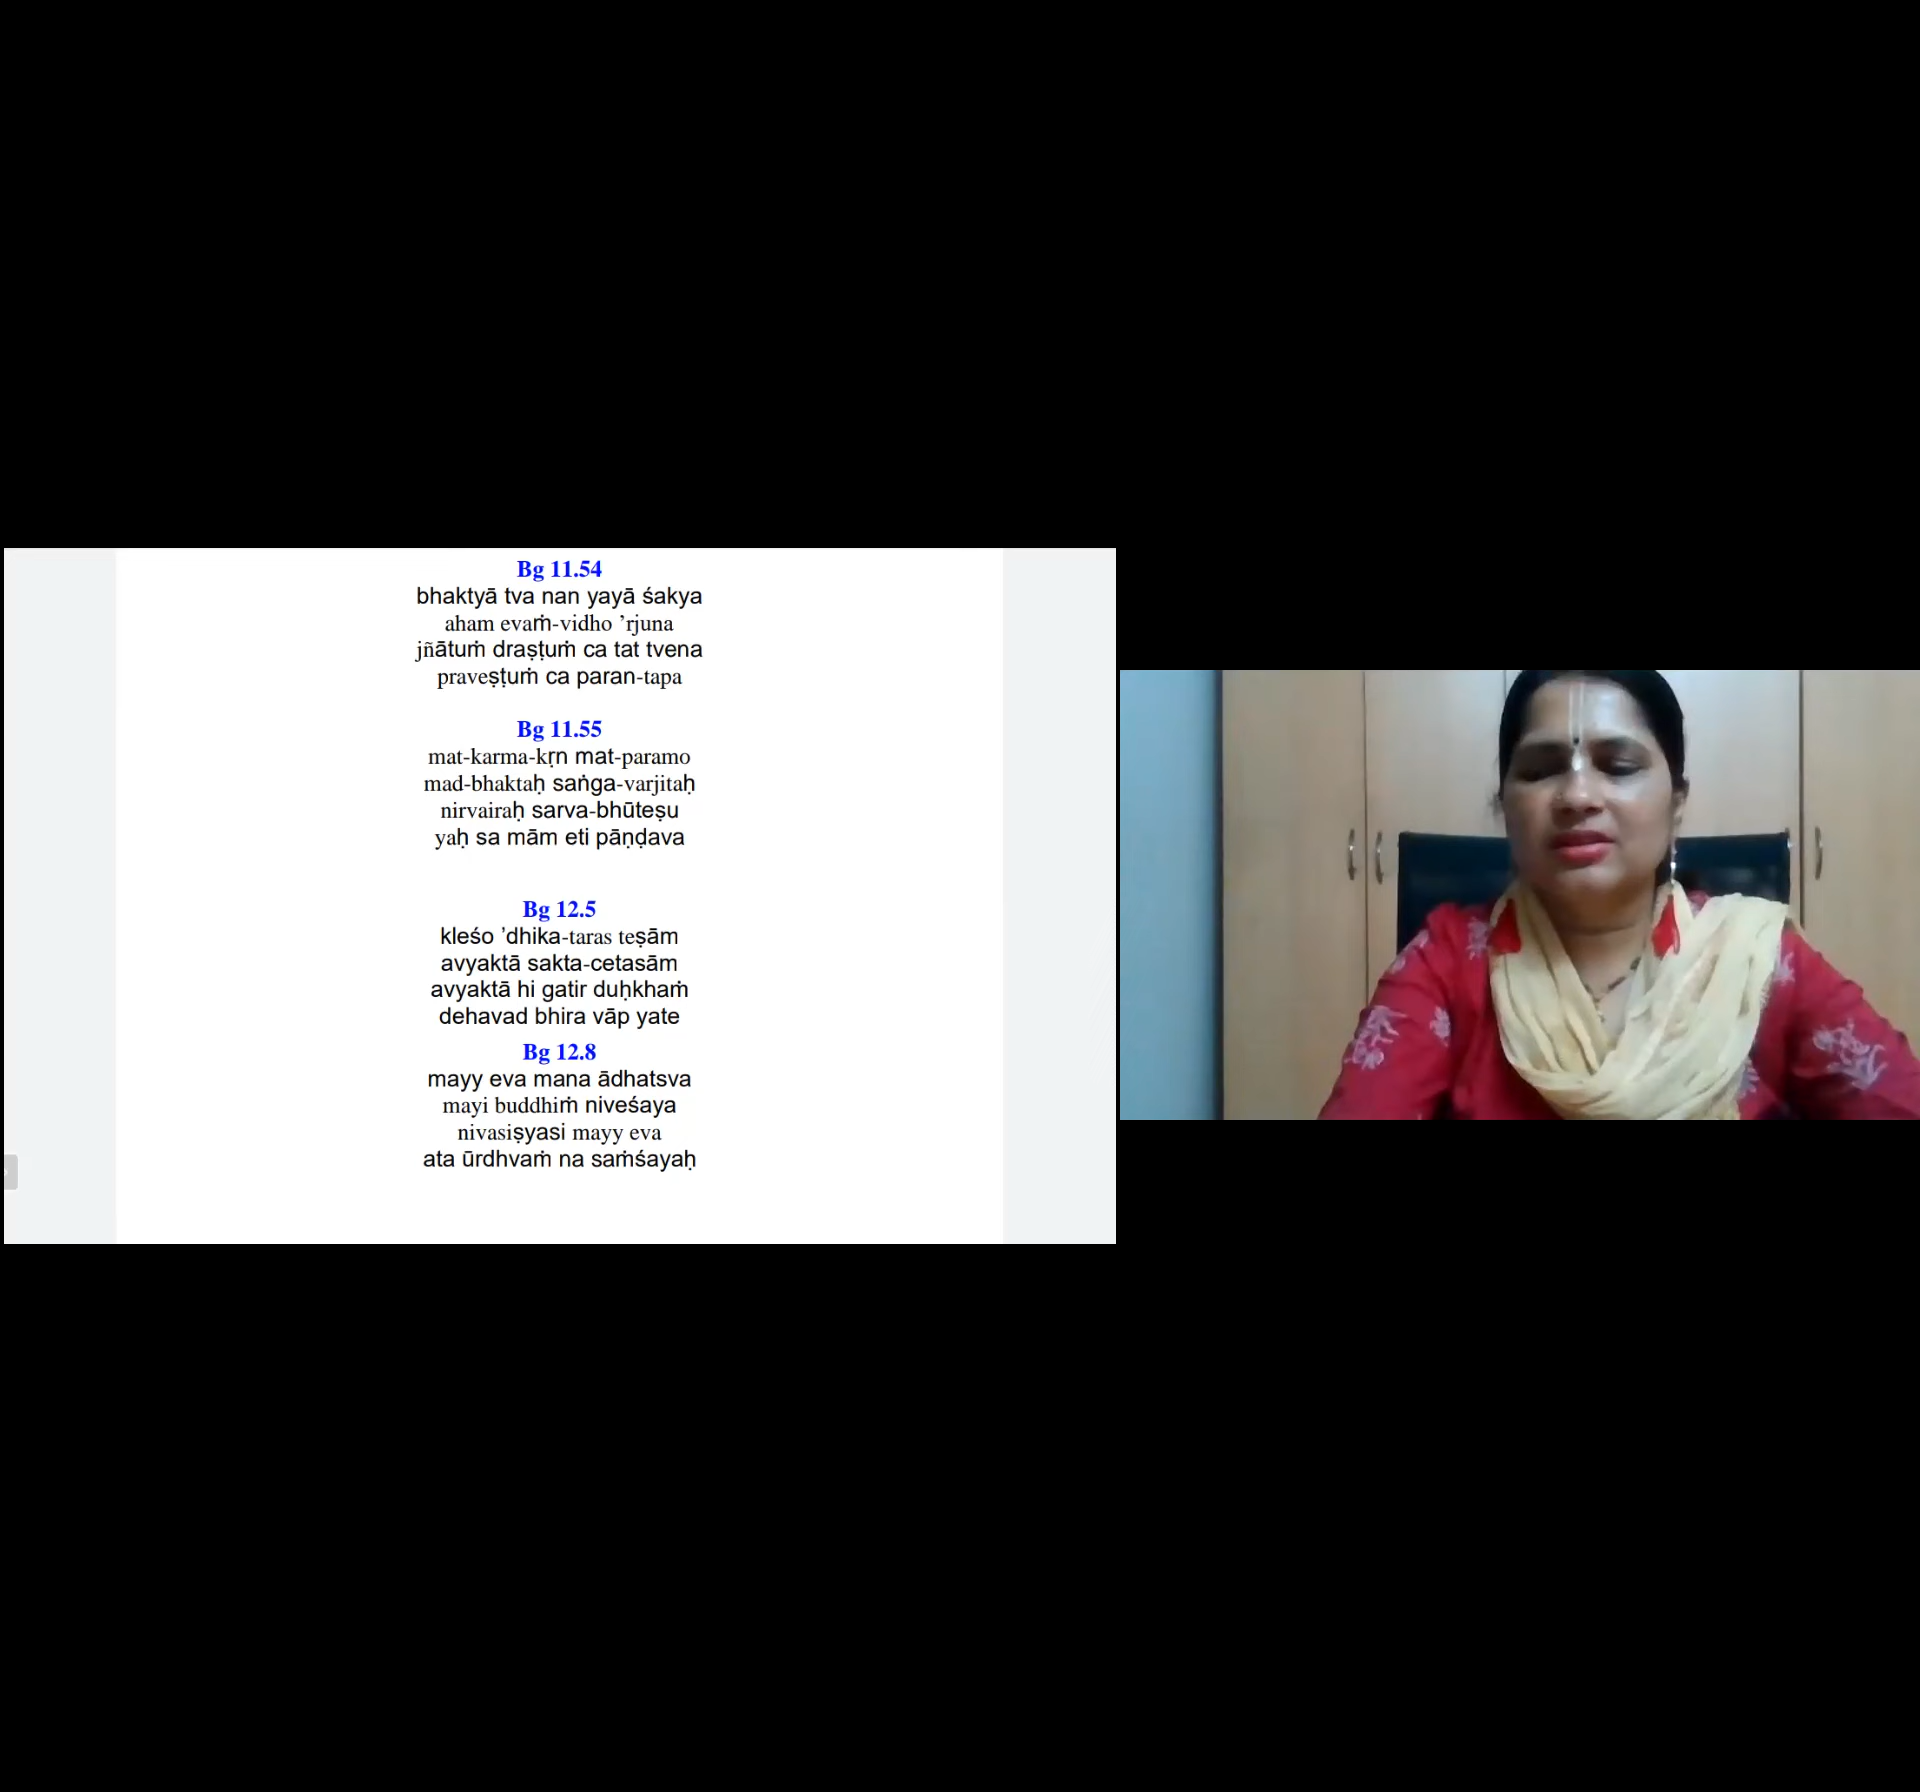 Bg 11.54
bhaktyā tva nan yayā śakya
aham evaṁ-vidho ’rjuna
jñātuṁ draṣṭuṁ ca tat tvena
praveṣṭuṁ ca paran-tapa
Bg 11.55
mat-karma-kṛn mat-paramo
mad-bhaktaḥ saṅga-varjitaḥ
nirvairaḥ sarva-bhūteṣu
yaḥ sa mām eti pāṇḍava
Bg 12.5
kleśo ’dhika-taras teṣām
avyaktā sakta-cetasām
avyaktā hi gatir duḥkhaṁ
dehavad bhira vāp yate
Bg 12.8
mayy eva mana ādhatsva
mayi buddhiṁ niveśaya
nivasiṣyasi mayy eva
ata ūrdhvaṁ na saṁśayaḥ